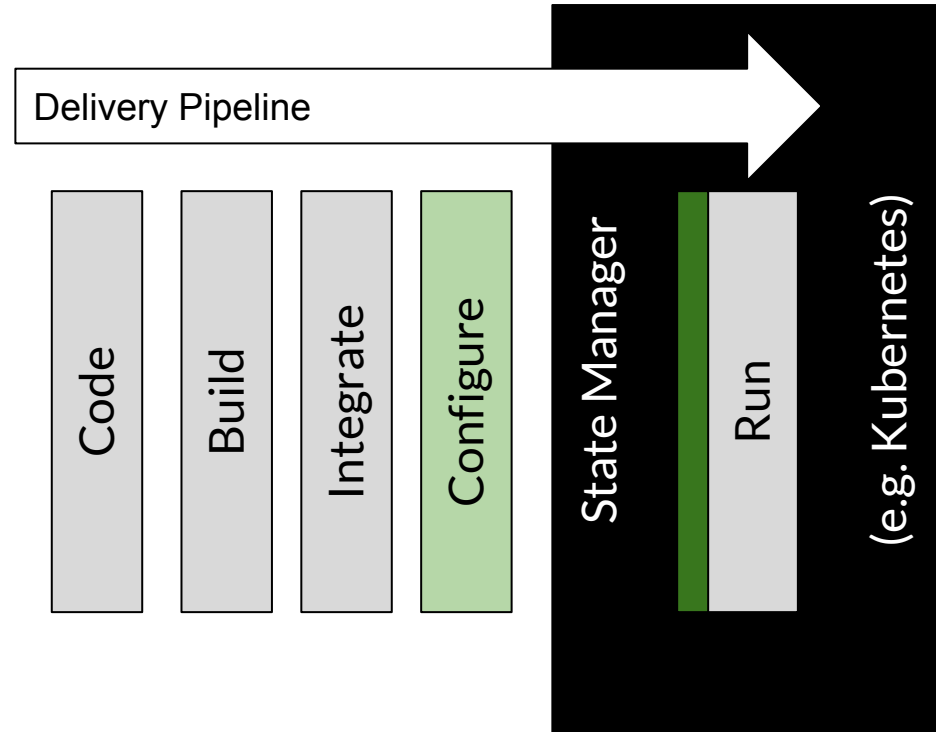 Delivery Pipeline
Code
Build
Integrate
Configure
State Manager
Run
(e.g. Kubernetes)